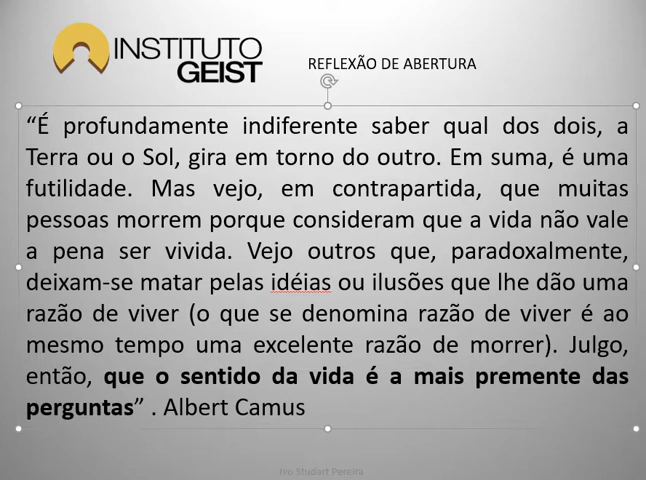 INSTITUTO
GEIST
REFLEXÃO DE ABERTURA
“É profundamente indiferente saber qual dos dois, a
Terra ou o Sol, gira em torno do outro. Em suma, é uma
futilidade. Mas vejo, em contrapartida, que muitas
pessoas morrem porque consideram que a vida não vale
a pena ser vivida. Vejo outros que, paradoxalmente,
deixam-se matar pelas idéias ou ilusões que lhe dão uma
razão de viver (o que se denomina razão de viver é ao
mesmo tempo uma excelente razão de morrer). Julgo,
então, que o sentido da vida é a mais premente das
perguntas” . Albert Camus
Ivo Studart Pereira